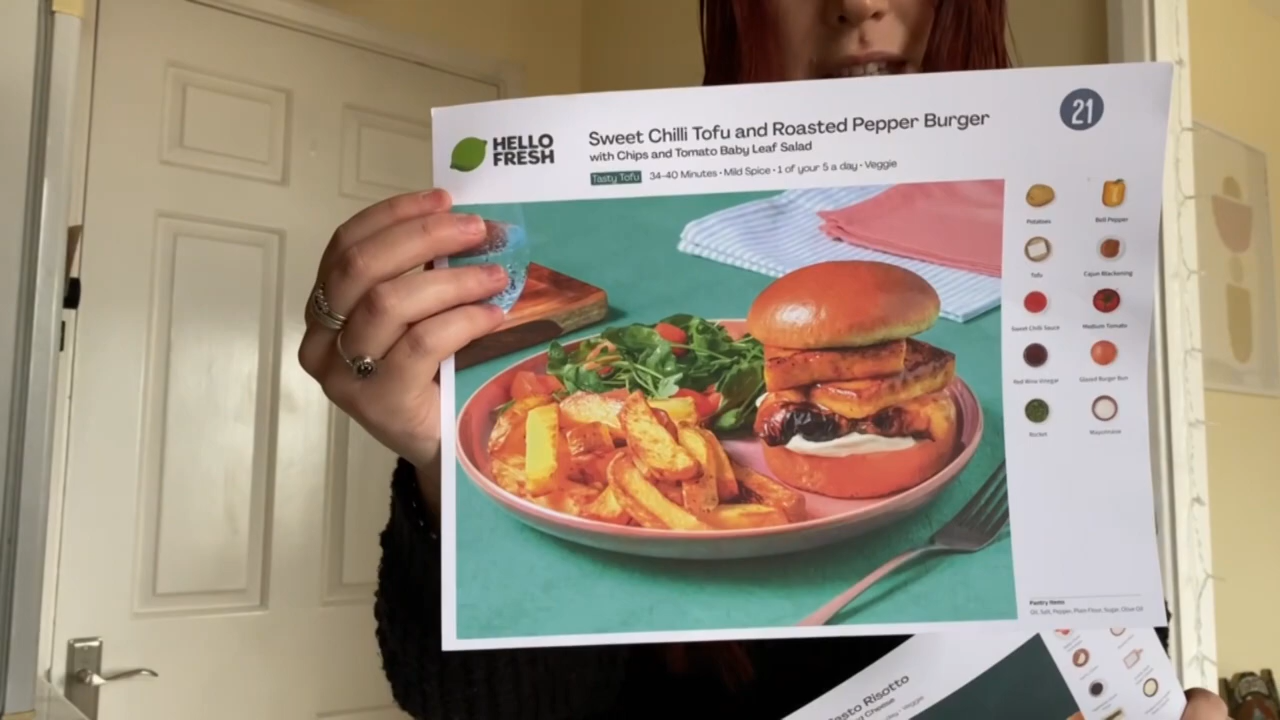 HELLO
FRESH
Sweet Chilli Tofu and Roasted Pepper Burger
with Chips and Tomato Baby Leaf Salad
Tasty Tofu 34-40 Minutes • Mild Spice • 1 of your 5 a day • Veggie
21
Potatoes
Bell Pepper
Tofu
Cajun Blackening
Sweet Chilli Sauce
Medium Tomato
Red Wine Vinegar
Glazed Burger Bun
Rocket
Mayonnaise
Pantry Items
Oil, Salt, Pepper, Plain Flour, Sugar, Olive Oil
Risotto
Cheese
Veggie